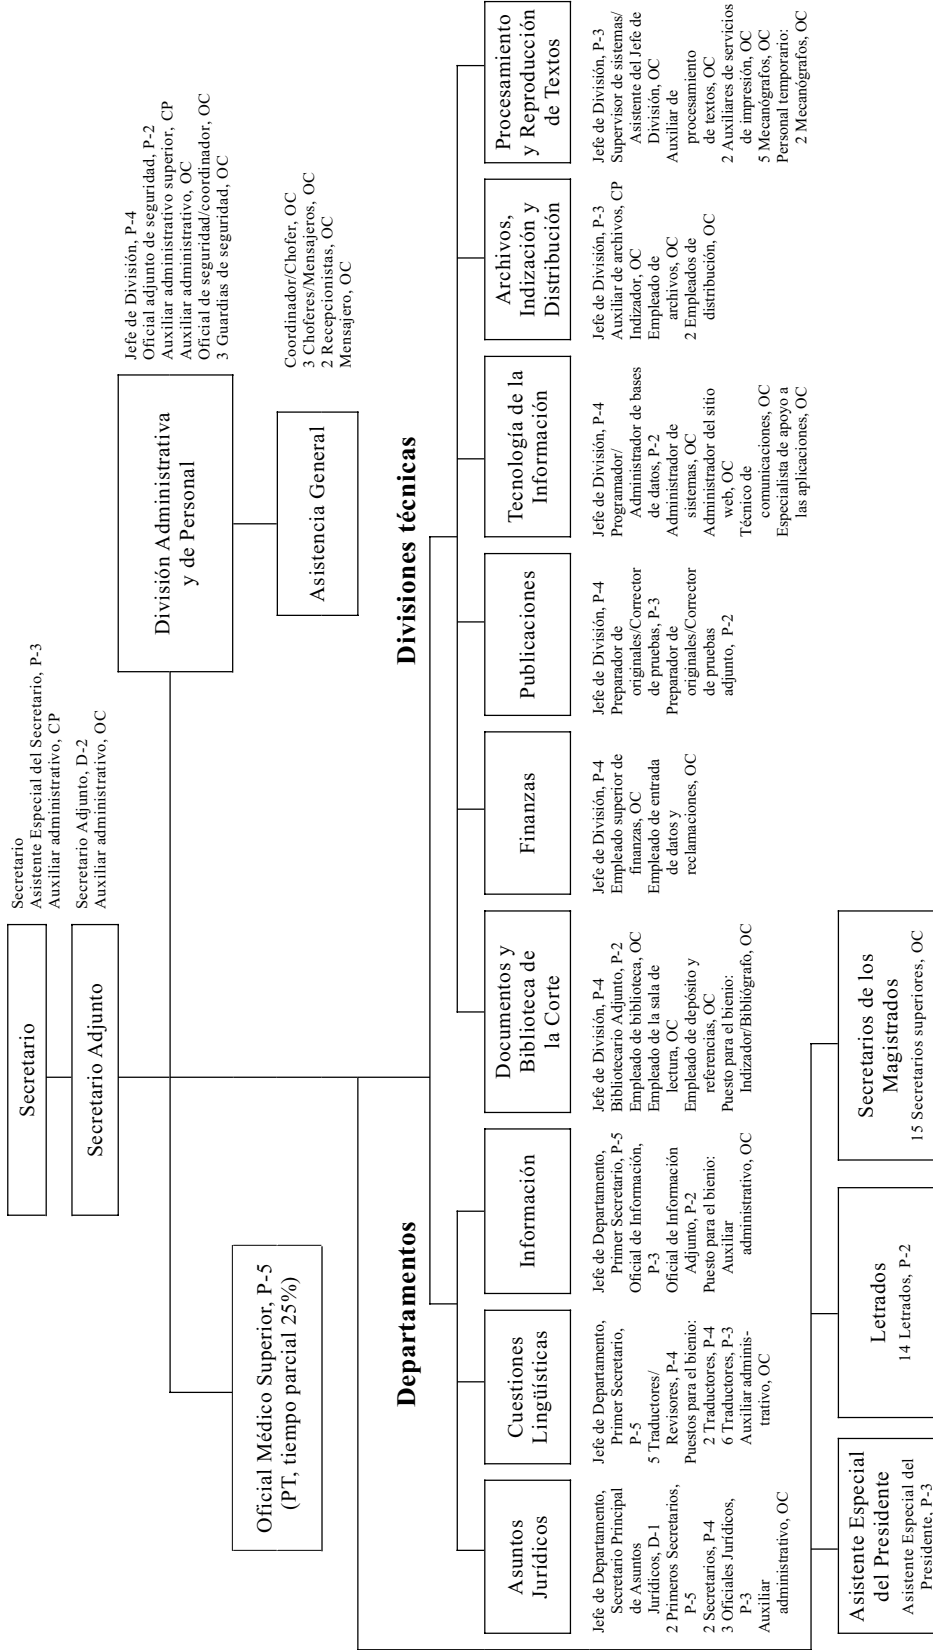 Secretario
Secretario
Asistente Especial del Secretario, P-3
Auxiliar administrativo, CP
Secretario Adjunto
Secretario Adjunto, D-2
Auxiliar administrativo, OC
Oficial Médico Superior, P-5
(PT, tiempo parcial 25%)
División Administrativa
y de Personal
Jefe de División, P-4
Oficial adjunto de seguridad, P-2
Auxiliar administrativo superior, CP
Auxiliar administrativo, OC
Oficial de seguridad/coordinador, OC
3 Guardias de seguridad, OC
Asistencia General
Coordinador/Chofer, OC
3 Choferes/Mensajeros, OC
2 Recepcionistas, OC
Mensajero, OC
Departamentos
Asuntos
Jurídicos
Jefe de Departamento,
Secretario Principal
de Asuntos
Jurídicos, D-1
2 Primeros Secretarios,
P-5
2 Secretarios, P-4
3 Oficiales Jurídicos,
P-3
Auxiliar
administrativo, OC
Cuestiones
Lingüísticas
Jefe de Departamento,
Primer Secretario,
P-5
5 Traductores/
Revisores, P-4
Puestos para el bienio:
2 Traductores, P-4
6 Traductores, P-3
Auxiliar adminis-
trativo, OC
Información
Jefe de Departamento,
Primer Secretario, P-5
Oficial de Información,
P-3
Oficial de Información
Adjunto, P-2
Puesto para el bienio:
Auxiliar
administrativo, OC
Divisiones técnicas
Documentos y
Biblioteca de
la Corte
Jefe de División, P-4
Bibliotecario Adjunto, P-2
Empleado de biblioteca, OC
Empleado de la sala de
lectura, OC
Empleado de depósito y
referencias, OC
Puesto para el bienio:
Indizador/Bibliógrafo, OC
Finanzas
Jefe de División, P-4
Empleado superior de
finanzas, OC
Empleado de entrada
de datos y
reclamaciones, OC
Publicaciones
Jefe de División, P-4
Preparador de
originales/Corrector
de pruebas, P-3
Preparador de
originales/Corrector
de pruebas
adjunto, P-2
Tecnología de la
Información
Jefe de División, P-4
Programador/
Administrador de bases
de datos, P-2
Administrador de
sistemas, OC
Administrador del sitio
web, OC
Técnico de
comunicaciones, OC
Especialista de apoyo a
las aplicaciones, OC
Archivos,
Indización y
Distribución
Jefe de División, P-3
Auxiliar de archivos, CP
Indizador, OC
Empleado de
archivos, OC
2 Empleados de
distribución, OC
Procesamiento
y Reproducción
de Textos
Jefe de División, P-3
Supervisor de sistemas/
Asistente del Jefe de
División, OC
Auxiliar de
procesamiento
de textos, OC
2 Auxiliares de servicios
de impresión, OC
5 Mecanógrafos, OC
Personal temporario:
2 Mecanógrafos, OC
Asistente Especial
del Presidente
Asistente Especial del
Presidente, P-3
Letrados
14 Letrados, P-2
Secretarios de los
Magistrados
15 Secretarios superiores, OC